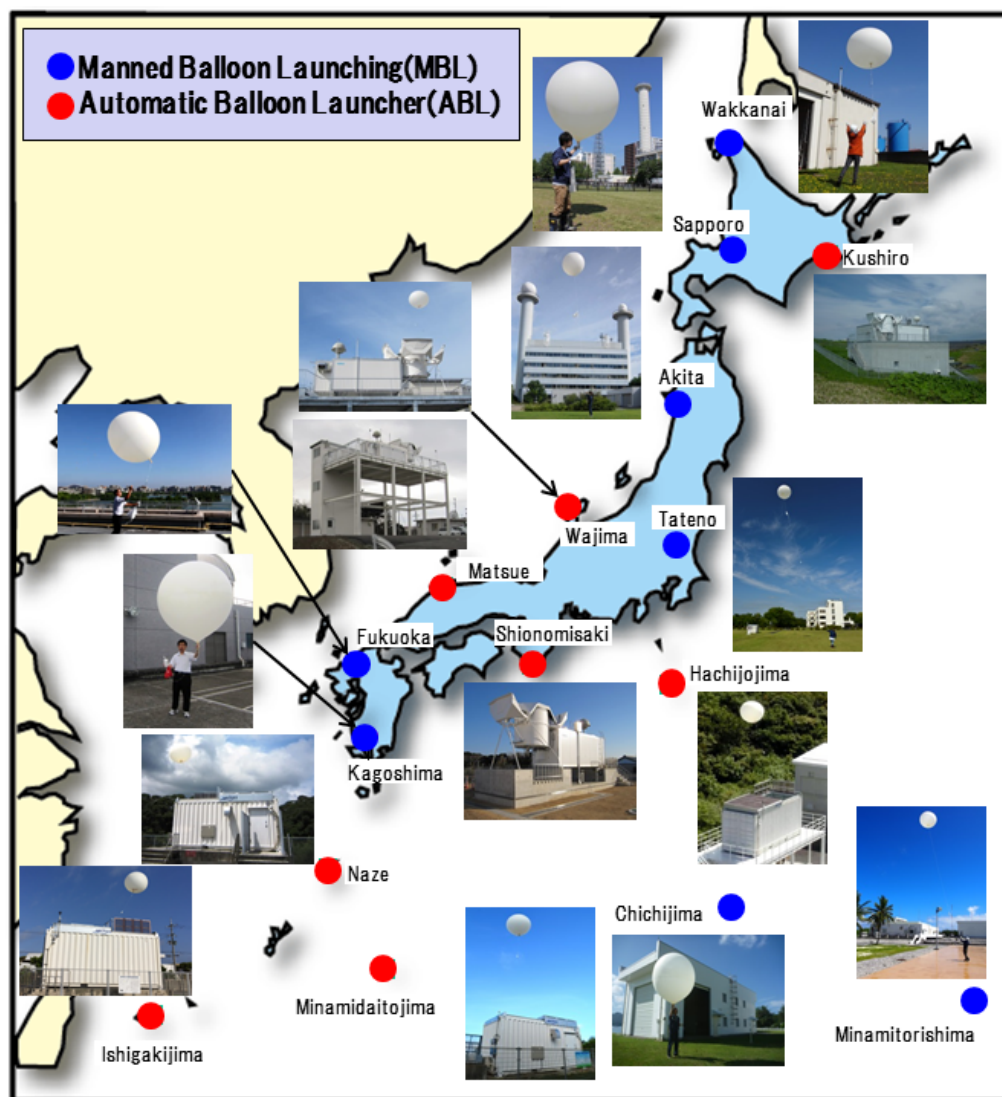 Manned Balloon Launching(MBL)
Automatic Balloon Launcher(ABL)
Wakkanai
Sapporo
Kushiro
Akita
Wajima
Tateno
Matsue
Fukuoka
Shionomisaki
Hachijojima
Kagoshima
Naze
Chichijima
Minamidaitojima
Minamitorishima
Ishigakijima